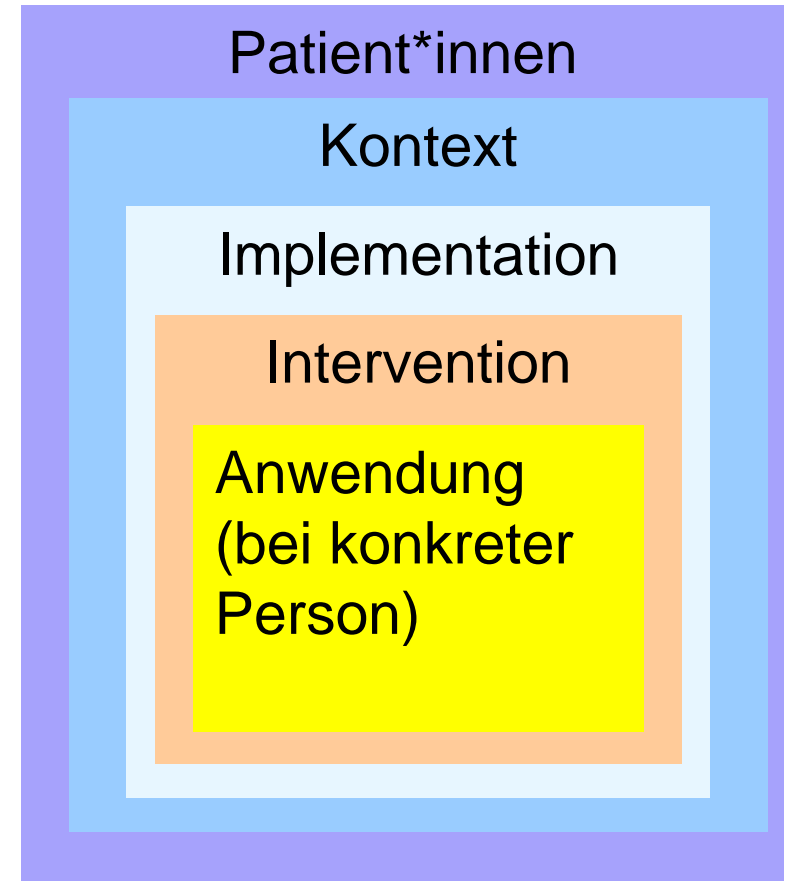 Patient*innen
Kontext
Implementation
Intervention
Anwendung
(bei konkreter
Person)